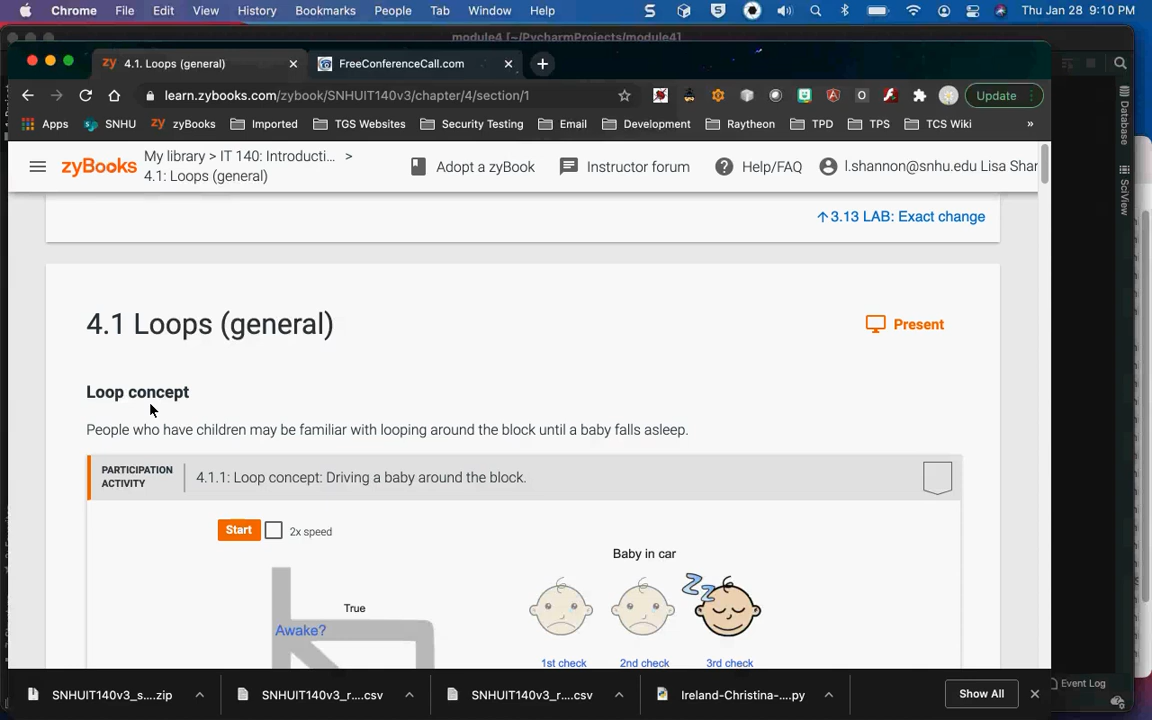 Chrome File Edit View History Bookmarks People Tab Window Help S S Thu Jan 28 9:10 PM
module4 [~/PycharmProjects/module4]
zy 4.1. Loops (general) FreeConferenceCall.com
learn.zybooks.com/zybook/SNHUIT140v3/chapter/4/section/1 Update
Apps SNHU zy zyBooks Imported TGS Websites Security Testing Email Development Raytheon TPD TPS TCS Wiki »
zyBooks My library > IT 140: Introducti... > Adopt a zyBook Instructor forum Help/FAQ l.shannon@snhu.edu Lisa Shar
4.1: Loops (general)
Database
SciView
↑ 3.13 LAB: Exact change
4.1 Loops (general)
Present
Loop concept
People who have children may be familiar with looping around the block until a baby falls asleep.
PARTICIPATION ACTIVITY 4.1.1: Loop concept: Driving a baby around the block.
Start 2x speed
Baby in car
True
Awake?
1st check 2nd check 3rd check
SNHUIT140v3_s....zip SNHUIT140v3_r....csv SNHUIT140v3_r....csv Ireland-Christina-....py Show All Event Log